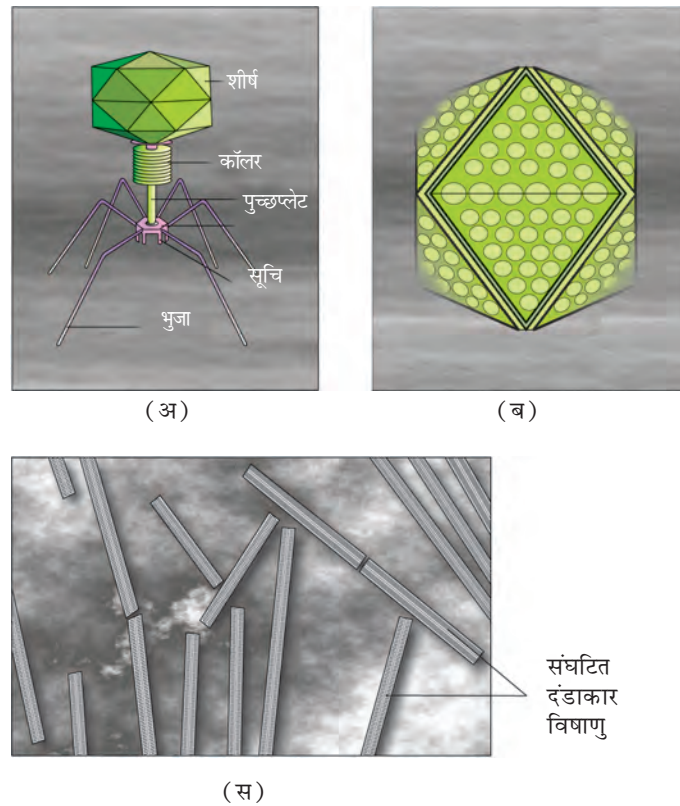 शीर्ष
कॉलर
पुच्छप्लेट
सूचि
भुजा
(अ)
(ब)
संघटित
दंडाकार
विषाणु
(स)